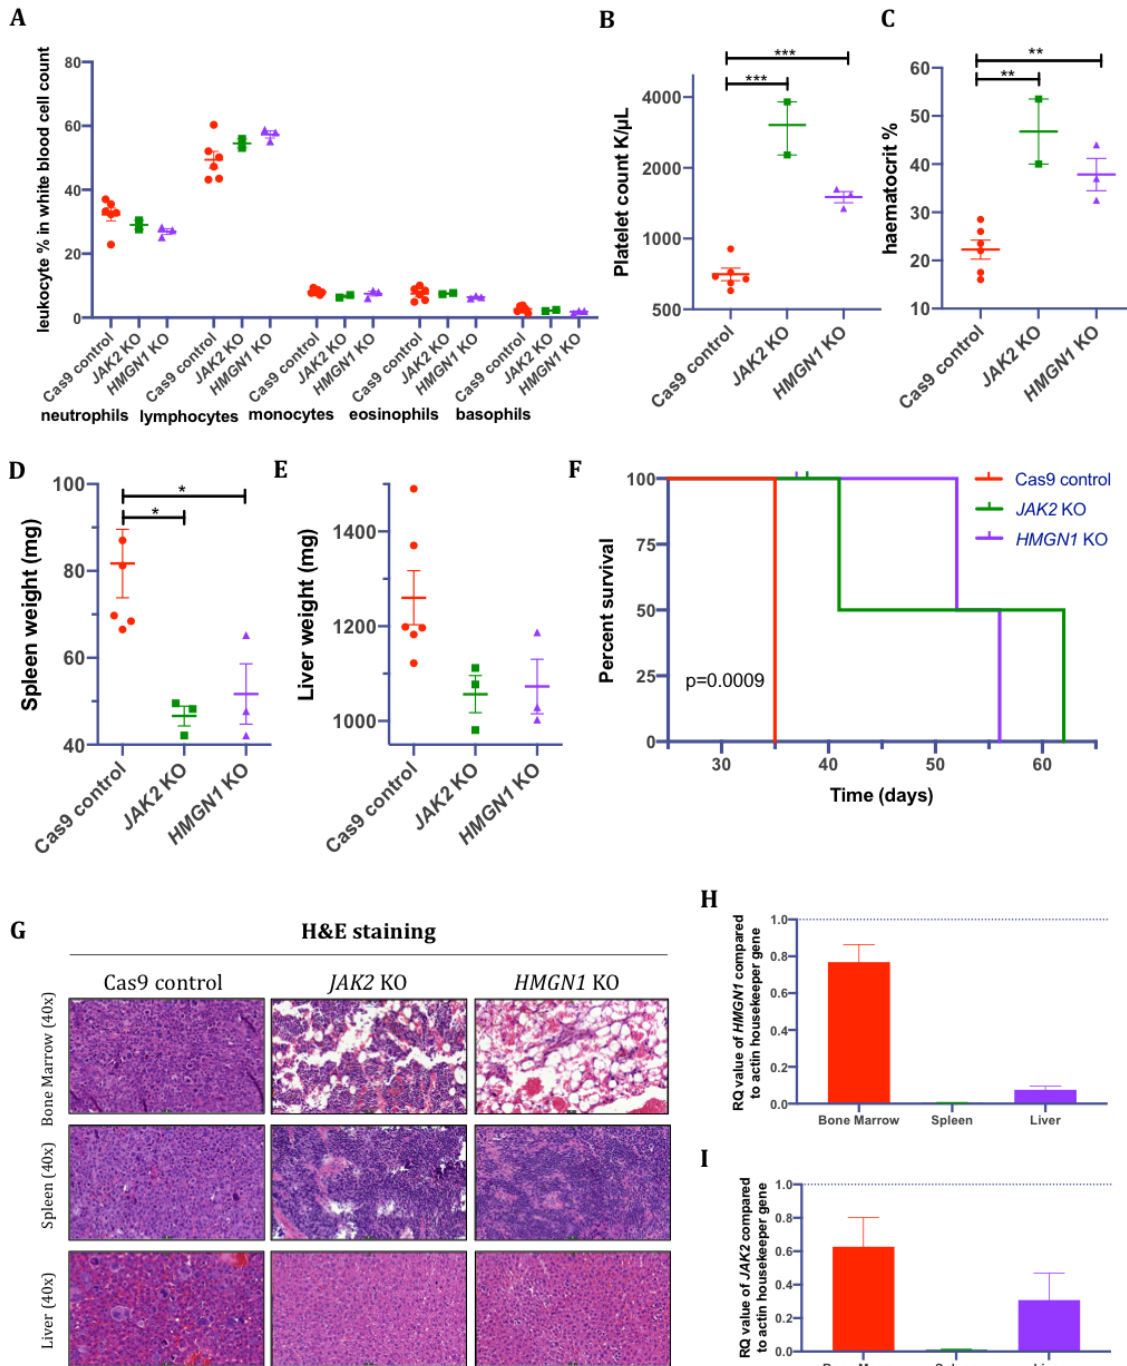 A
leukocyte % in white blood cell count
80
60
40
20
0
Cas9 control
JAK2 KO
HMGN1 KO
Cas9 control
JAK2 KO
HMGN1 KO
Cas9 control
JAK2 KO
HMGN1 KO
Cas9 control
JAK2 KO
HMGN1 KO
Cas9 control
JAK2 KO
HMGN1 KO
neutrophils lymphocytes monocytes eosinophils basophils
B
Platelet count K/µL
4000
2000
1000
500
***
***
Cas9 control
JAK2 KO
HMGN1 KO
C
haematocrit %
60
50
40
30
20
10
**
**
Cas9 control
JAK2 KO
HMGN1 KO
D
Spleen weight (mg)
100
80
60
40
*
*
Cas9 control
JAK2 KO
HMGN1 KO
E
Liver weight (mg)
1400
1200
1000
Cas9 control
JAK2 KO
HMGN1 KO
F
Percent survival
100
75
50
25
0
p=0.0009
30 40 50 60
Time (days)
Cas9 control
JAK2 KO
HMGN1 KO
G
H&E staining
Cas9 control JAK2 KO HMGN1 KO
Bone Marrow (40x)
Spleen (40x)
Liver (40x)
H
RQ value of HMGN1 compared
to actin housekeeper gene
1.0
0.8
0.6
0.4
0.2
0.0
Bone Marrow Spleen Liver
I
RQ value of JAK2 compared
to actin housekeeper gene
1.0
0.8
0.6
0.4
0.2
0.0